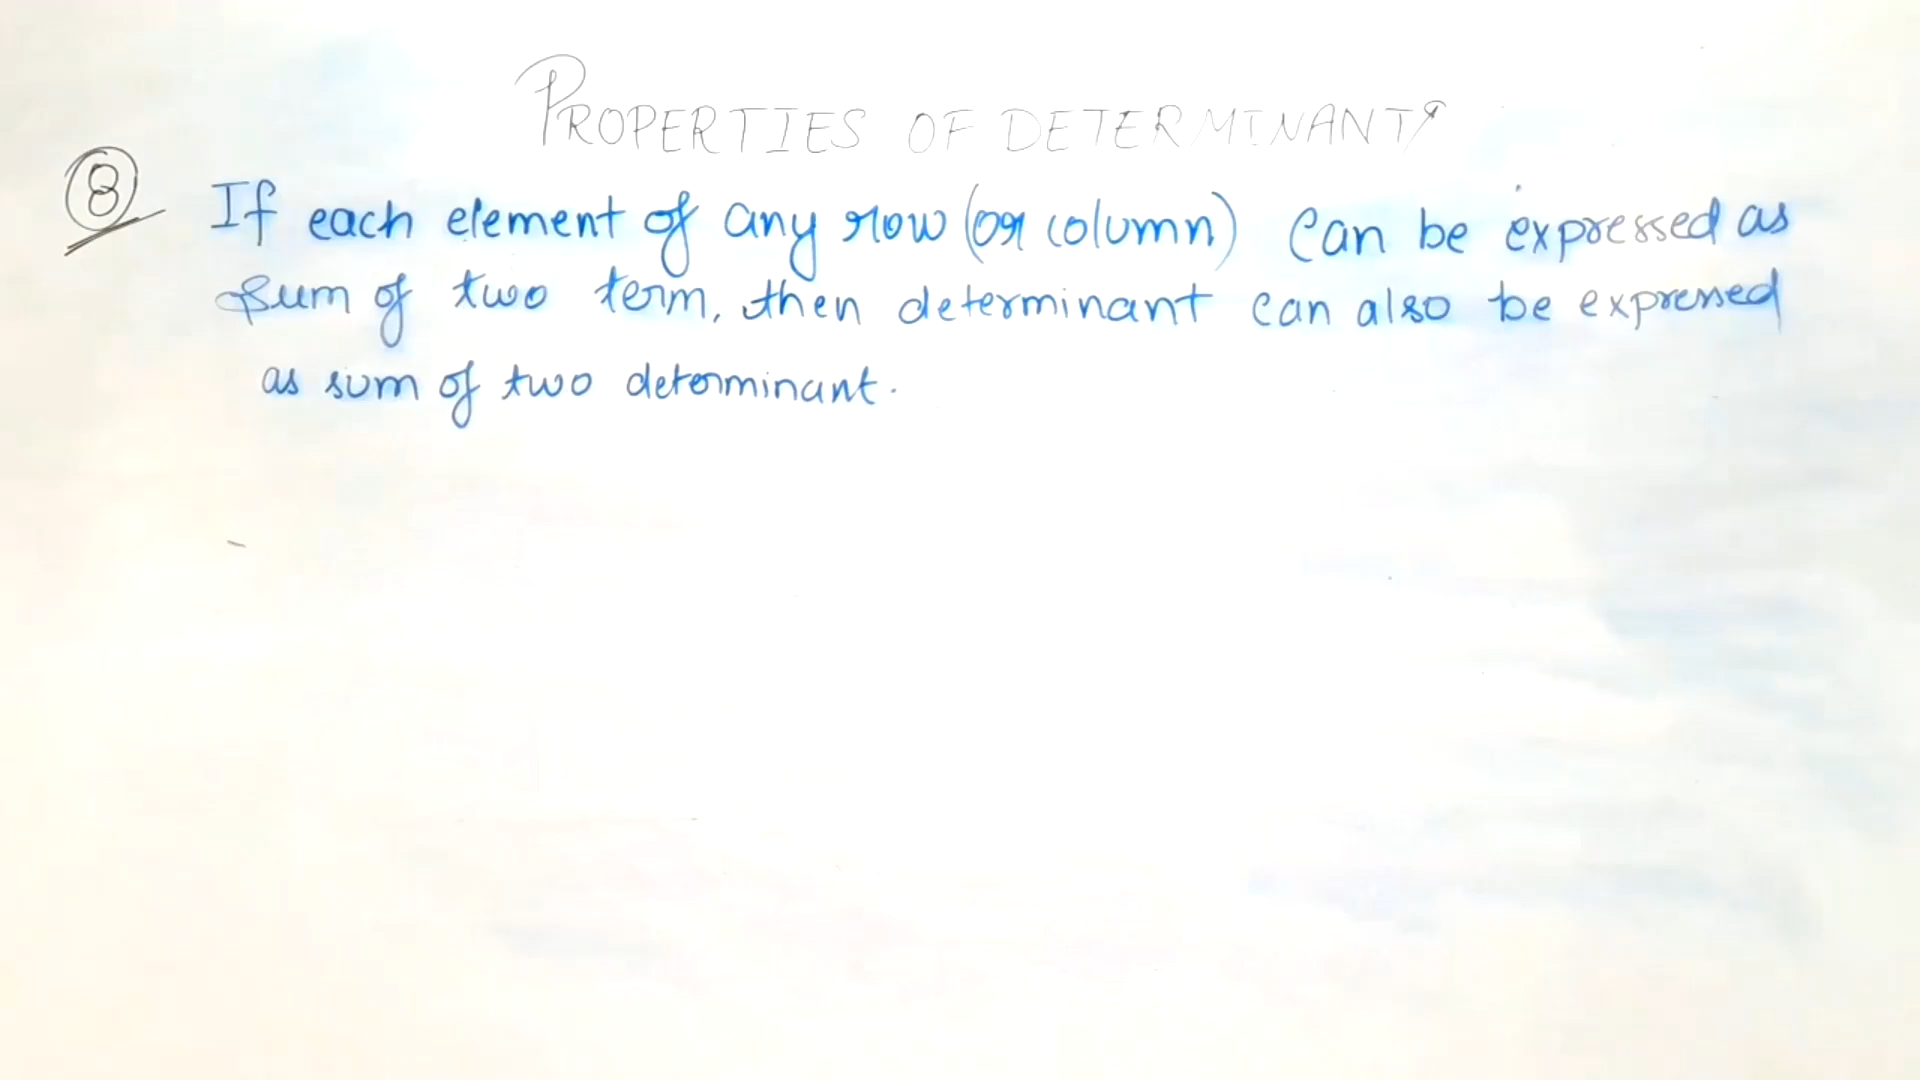 PROPERTIES OF DETERMINANTS
8 If each element of any row (or column) can be expressed as
sum of two term, then determinant can also be expressed
as sum of two determinant.